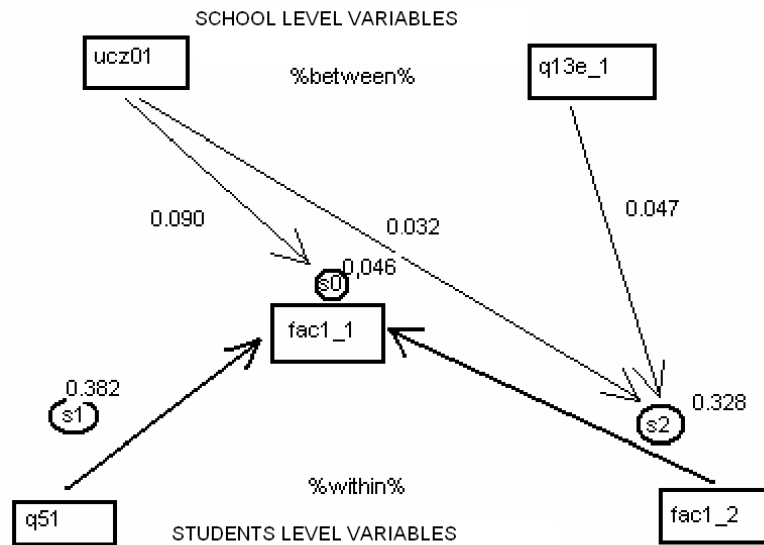 SCHOOL LEVEL VARIABLES
ucz01
q13e_1
%between%
0.090
0.032
0.047
0,046
s0
fac1_1
0.382
s1
0.328
s2
%within%
q51
fac1_2
STUDENTS LEVEL VARIABLES